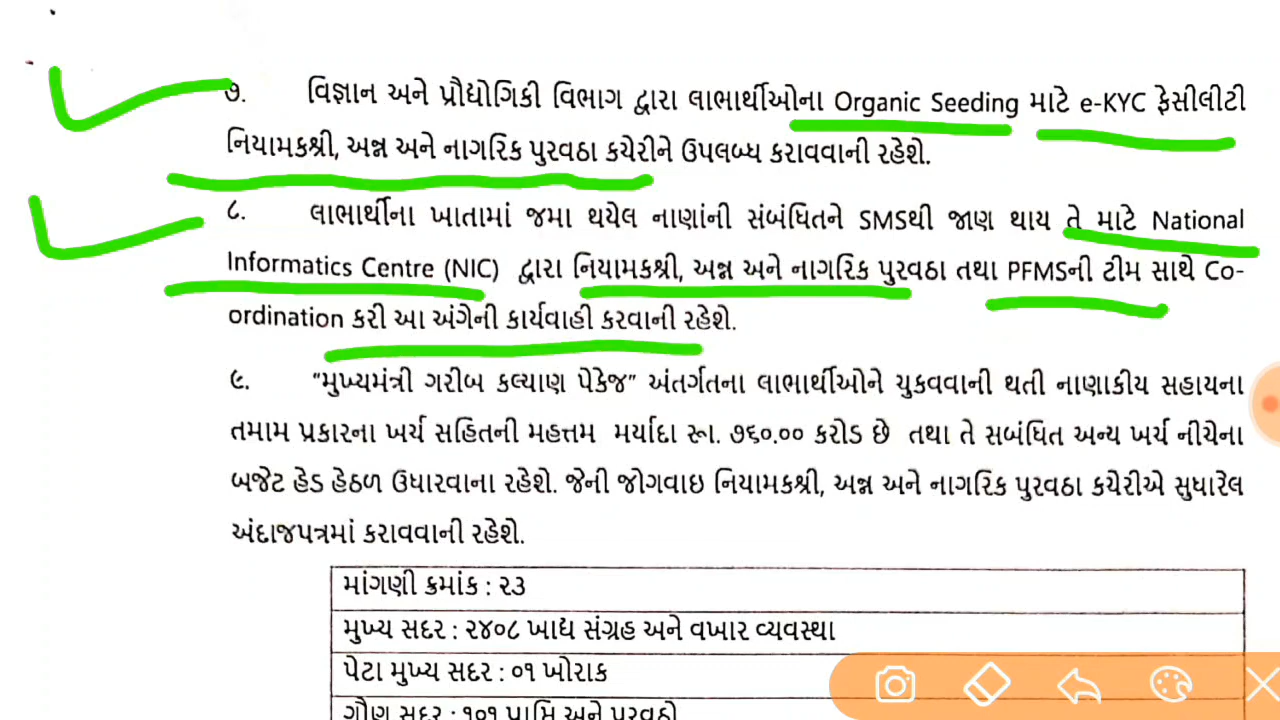 ૭. વિજ્ઞાન અને પ્રૌદ્યોગિકી વિભાગ દ્વારા લાભાર્થીઓના Organic Seeding માટે e-KYC ફેસીલીટી
નિયામકશ્રી, અન્ન અને નાગરિક પુરવઠા કચેરીને ઉપલબ્ધ કરાવવાની રહેશે.
૮. લાભાર્થીના ખાતામાં જમા થયેલ નાણાંની સંબંધિતને SMSથી જાણ થાય તે માટે National
Informatics Centre (NIC) દ્વારા નિયામકશ્રી, અન્ન અને નાગરિક પુરવઠા તથા PFMSની ટીમ સાથે Co-
ordination કરી આ અંગેની કાર્યવાહી કરવાની રહેશે.
૯. “મુખ્યમંત્રી ગરીબ કલ્યાણ પેકેજ” અંતર્ગતના લાભાર્થીઓને ચુકવવાની થતી નાણાકીય સહાયના
તમામ પ્રકારના ખર્ચ સહિતની મહત્તમ મર્યાદા રૂા. ૭૬૦.૦૦ કરોડ છે તથા તે સબંધિત અન્ય ખર્ચ નીચેના
બજેટ હેડ હેઠળ ઉધારવાના રહેશે. જેની જોગવાઇ નિયામકશ્રી, અન્ન અને નાગરિક પુરવઠા કચેરીએ સુધારેલ
અંદાજપત્રમાં કરાવવાની રહેશે.
માંગણી ક્રમાંક : ૨૩
મુખ્ય સદર : ૨૪૦૮ ખાદ્ય સંગ્રહ અને વખાર વ્યવસ્થા
પેટા મુખ્ય સદર : ૦૧ ખોરાક
ગૌણ સદર : ૧૦૧ પ્રાપ્તિ અને પુરવઠો